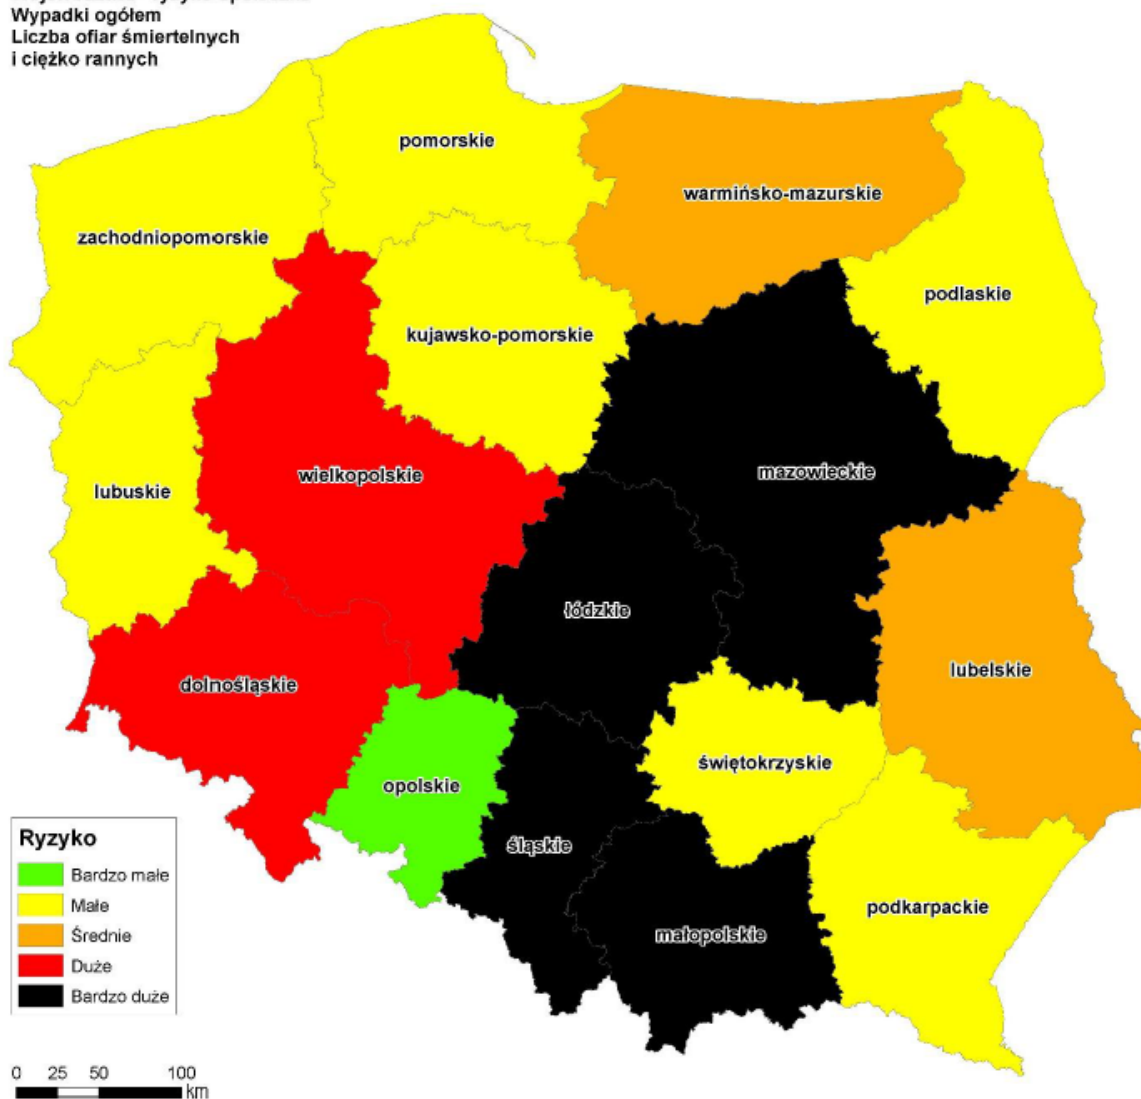 Wypadki ogółem
Liczba ofiar śmiertelnych
i ciężko rannych
pomorskie
warmińsko-mazurskie
zachodniopomorskie
podlaskie
kujawsko-pomorskie
mazowieckie
wielkopolskie
lubuskie
łódzkie
lubelskie
dolnośląskie
świętokrzyskie
opolskie
śląskie
podkarpackie
małopolskie
Ryzyko
Bardzo małe
Małe
Średnie
Duże
Bardzo duże
0 25 50 100
km